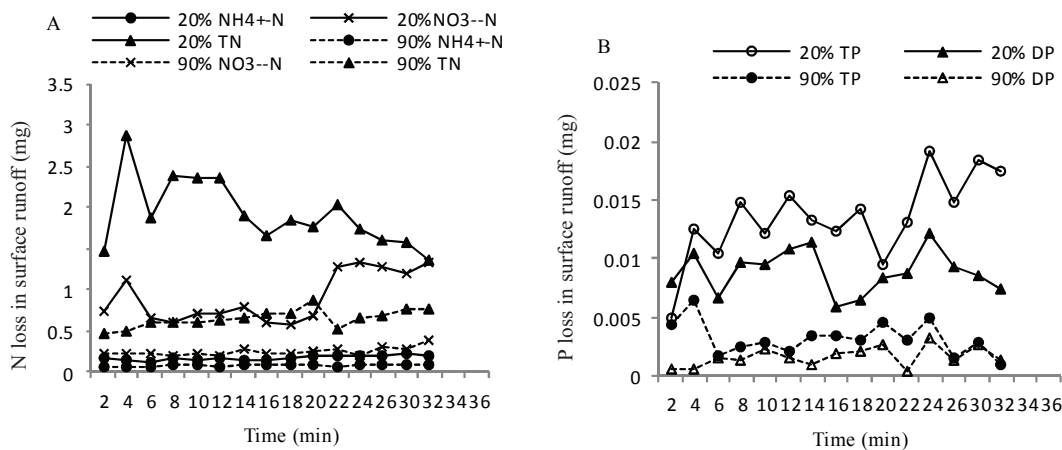 A
20% NH4+-N 20%NO3--N
20% TN 90% NH4+-N
90% NO3--N 90% TN
N loss in surface runoff (mg)
3.5
3
2.5
2
1.5
1
0.5
0
2 4 6 8 10 12 14 16 18 20 22 24 26 28 30 32 34 36
Time (min)
B
20% TP 20% DP
90% TP 90% DP
P loss in surface runoff (mg)
0.025
0.02
0.015
0.01
0.005
0
2 4 6 8 10 12 14 16 18 20 22 24 26 28 30 32 34 36
Time (min)